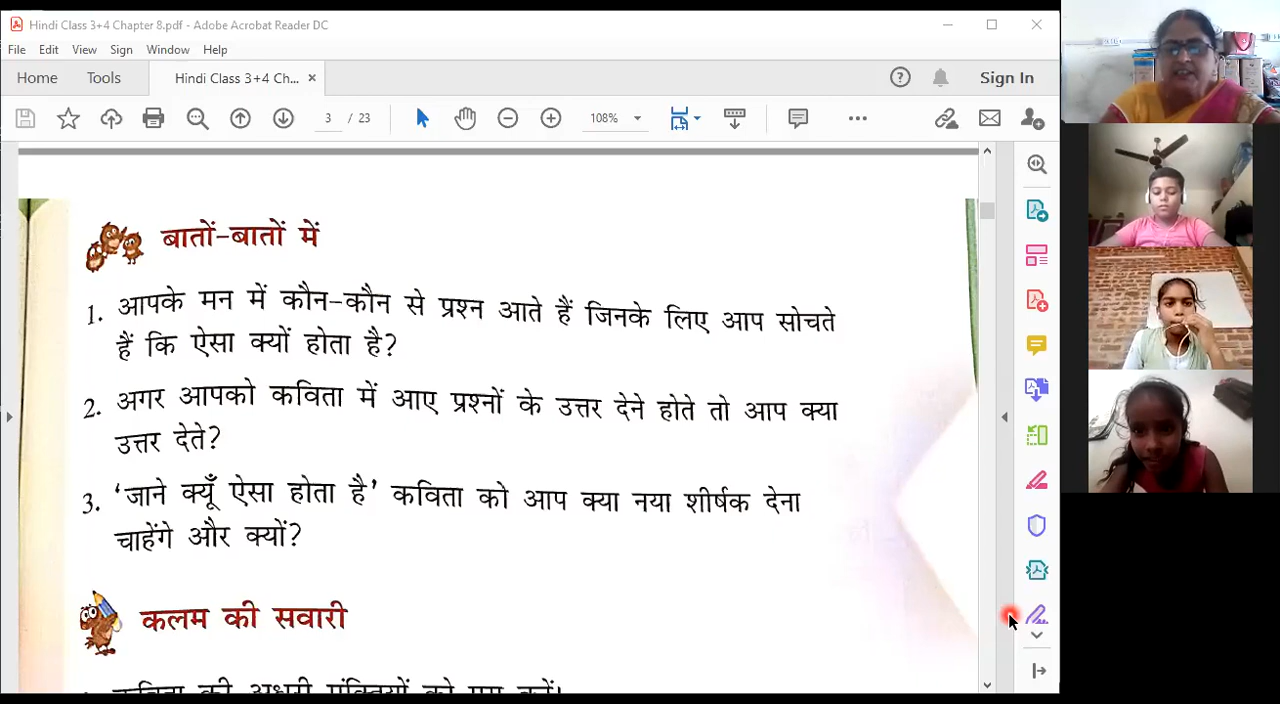 Hindi Class 3+4 Chapter 8.pdf - Adobe Acrobat Reader DC
File Edit View Sign Window Help
Home Tools Hindi Class 3+4 Ch... × Sign In
3 / 23 108%
बातों-बातों में
1. आपके मन में कौन-कौन से प्रश्न आते हैं जिनके लिए आप सोचते
हैं कि ऐसा क्यों होता है?
2. अगर आपको कविता में आए प्रश्नों के उत्तर देने होते तो आप क्या
उत्तर देते?
3. ‘जाने क्यूँ ऐसा होता है’ कविता को आप क्या नया शीर्षक देना
चाहेंगे और क्यों?
कलम की सवारी
कविता की अधूरी पंक्तियों को पूरा करें।